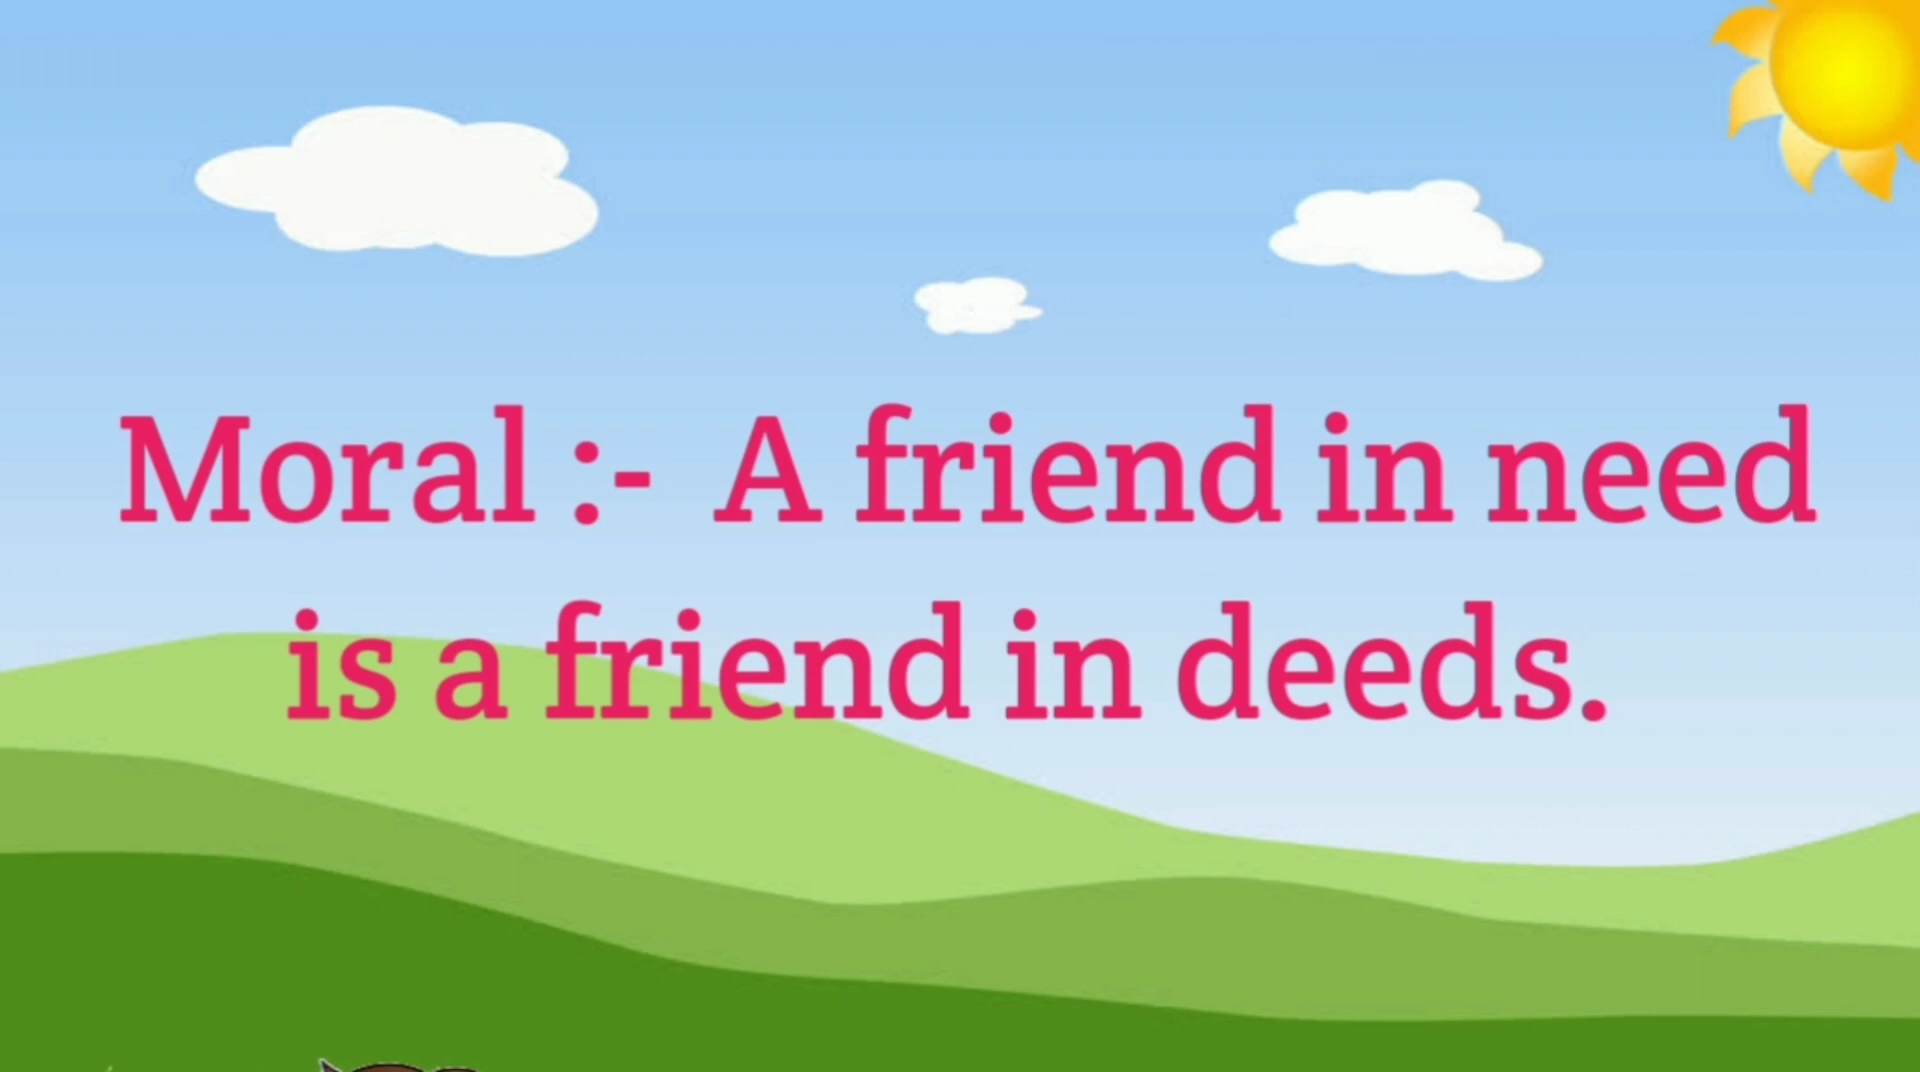 Moral :- A friend in need
is a friend in deeds.